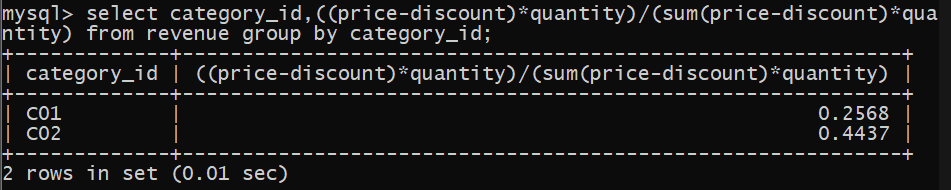 mysql> select category_id,((price-discount)*quantity)/(sum(price-discount)*qua
ntity) from revenue group by category_id;
+-------------+---------------------------------------------------------+
| category_id | ((price-discount)*quantity)/(sum(price-discount)*quantity) |
+-------------+---------------------------------------------------------+
| C01         |                                                  0.2568 |
| C02         |                                                  0.4437 |
+-------------+---------------------------------------------------------+
2 rows in set (0.01 sec)